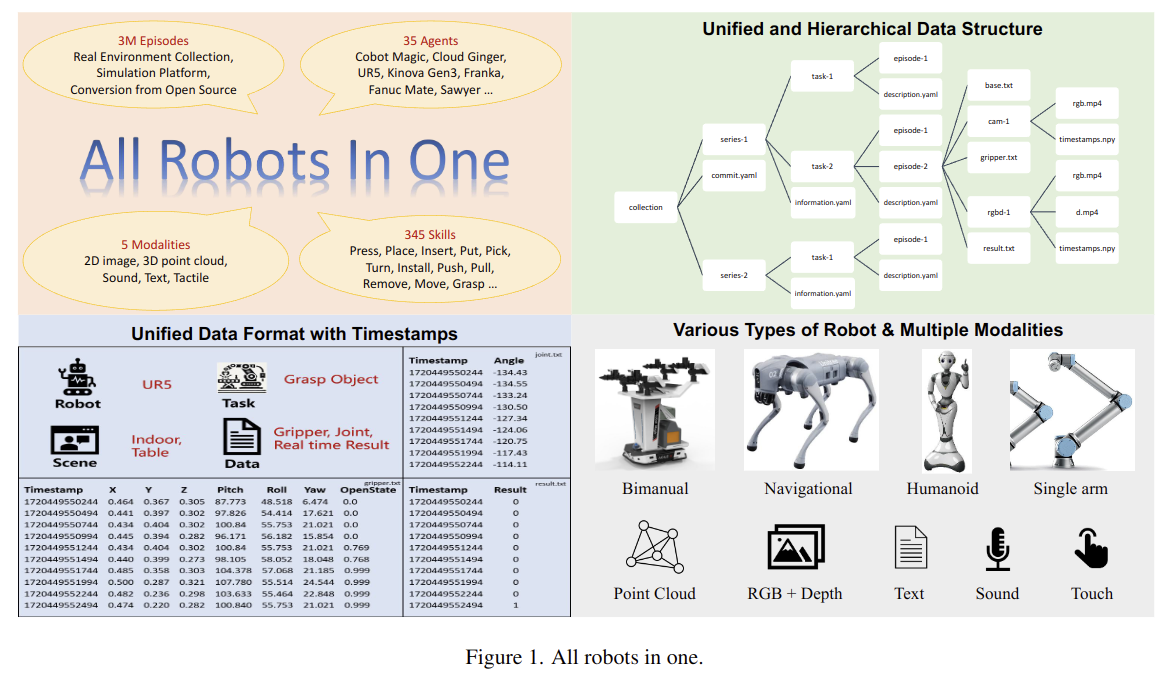 3M Episodes
Real Environment Collection,
Simulation Platform,
Conversion from Open Source
35 Agents
Cobot Magic, Cloud Ginger,
UR5, Kinova Gen3, Franka,
Fanuc Mate, Sawyer ...
All Robots In One
5 Modalities
2D image, 3D point cloud,
Sound, Text, Tactile
345 Skills
Press, Place, Insert, Put, Pick,
Turn, Install, Push, Pull,
Remove, Move, Grasp ...
Unified and Hierarchical Data Structure
collection
series-1
commit.yaml
series-2
task-1
task-2
information.yaml
task-1
information.yaml
episode-1
description.yaml
episode-1
episode-2
description.yaml
episode-1
description.yaml
base.txt
cam-1
gripper.txt
rgbd-1
result.txt
rgb.mp4
timestamps.npy
rgb.mp4
d.mp4
timestamps.npy
Unified Data Format with Timestamps
Robot
UR5
Task
Grasp Object
Scene
Indoor,
Table
Data
Gripper, Joint,
Real time Result
joint.txt
Timestamp Angle
1720449550244 -134.43
1720449550494 -134.55
1720449550744 -133.24
1720449550994 -130.50
1720449551244 -127.34
1720449551494 -124.06
1720449551744 -120.75
1720449551994 -117.43
1720449552244 -114.11
gripper.txt
Timestamp X Y Z Pitch Roll Yaw OpenState
1720449550244 0.464 0.367 0.305 87.773 48.518 6.474 0.0
1720449550494 0.441 0.397 0.302 97.826 54.414 17.621 0.0
1720449550744 0.434 0.404 0.302 100.84 55.753 21.021 0.0
1720449550994 0.445 0.394 0.282 96.171 56.182 15.854 0.0
1720449551244 0.434 0.404 0.302 100.84 55.753 21.021 0.769
1720449551494 0.440 0.399 0.273 98.105 58.052 18.048 0.768
1720449551744 0.485 0.358 0.303 104.378 57.068 21.185 0.999
1720449551994 0.500 0.287 0.321 107.780 55.514 24.544 0.999
1720449552244 0.482 0.236 0.298 103.633 55.464 22.848 0.999
1720449552494 0.474 0.220 0.282 100.840 55.753 21.021 0.999
result.txt
Timestamp Result
1720449550244 0
1720449550494 0
1720449550744 0
1720449550994 0
1720449551244 0
1720449551494 0
1720449551744 0
1720449551994 0
1720449552244 0
1720449552494 1
Various Types of Robot & Multiple Modalities
Bimanual
Navigational
Humanoid
Single arm
Point Cloud
RGB + Depth
Text
Sound
Touch
Figure 1. All robots in one.